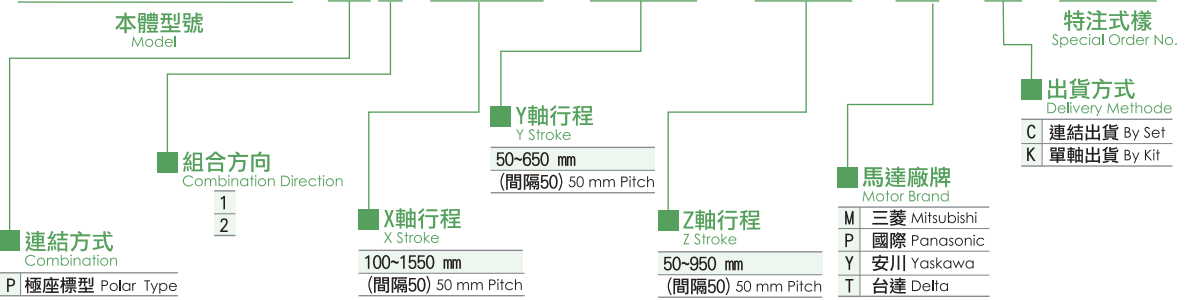 本體型號
Model
特注式樣
Special Order No.
出貨方式
Delivery Methode
C 連結出貨 By Set
K 單軸出貨 By Kit
Y軸行程
Y Stroke
50~650 mm
(間隔50) 50 mm Pitch
組合方向
Combination Direction
1
2
馬達廠牌
Motor Brand
M 三菱 Mitsubishi
P 國際 Panasonic
Y 安川 Yaskawa
T 台達 Delta
X軸行程
X Stroke
100~1550 mm
(間隔50) 50 mm Pitch
Z軸行程
Z Stroke
50~950 mm
(間隔50) 50 mm Pitch
連結方式
Combination
P 極座標型 Polar Type